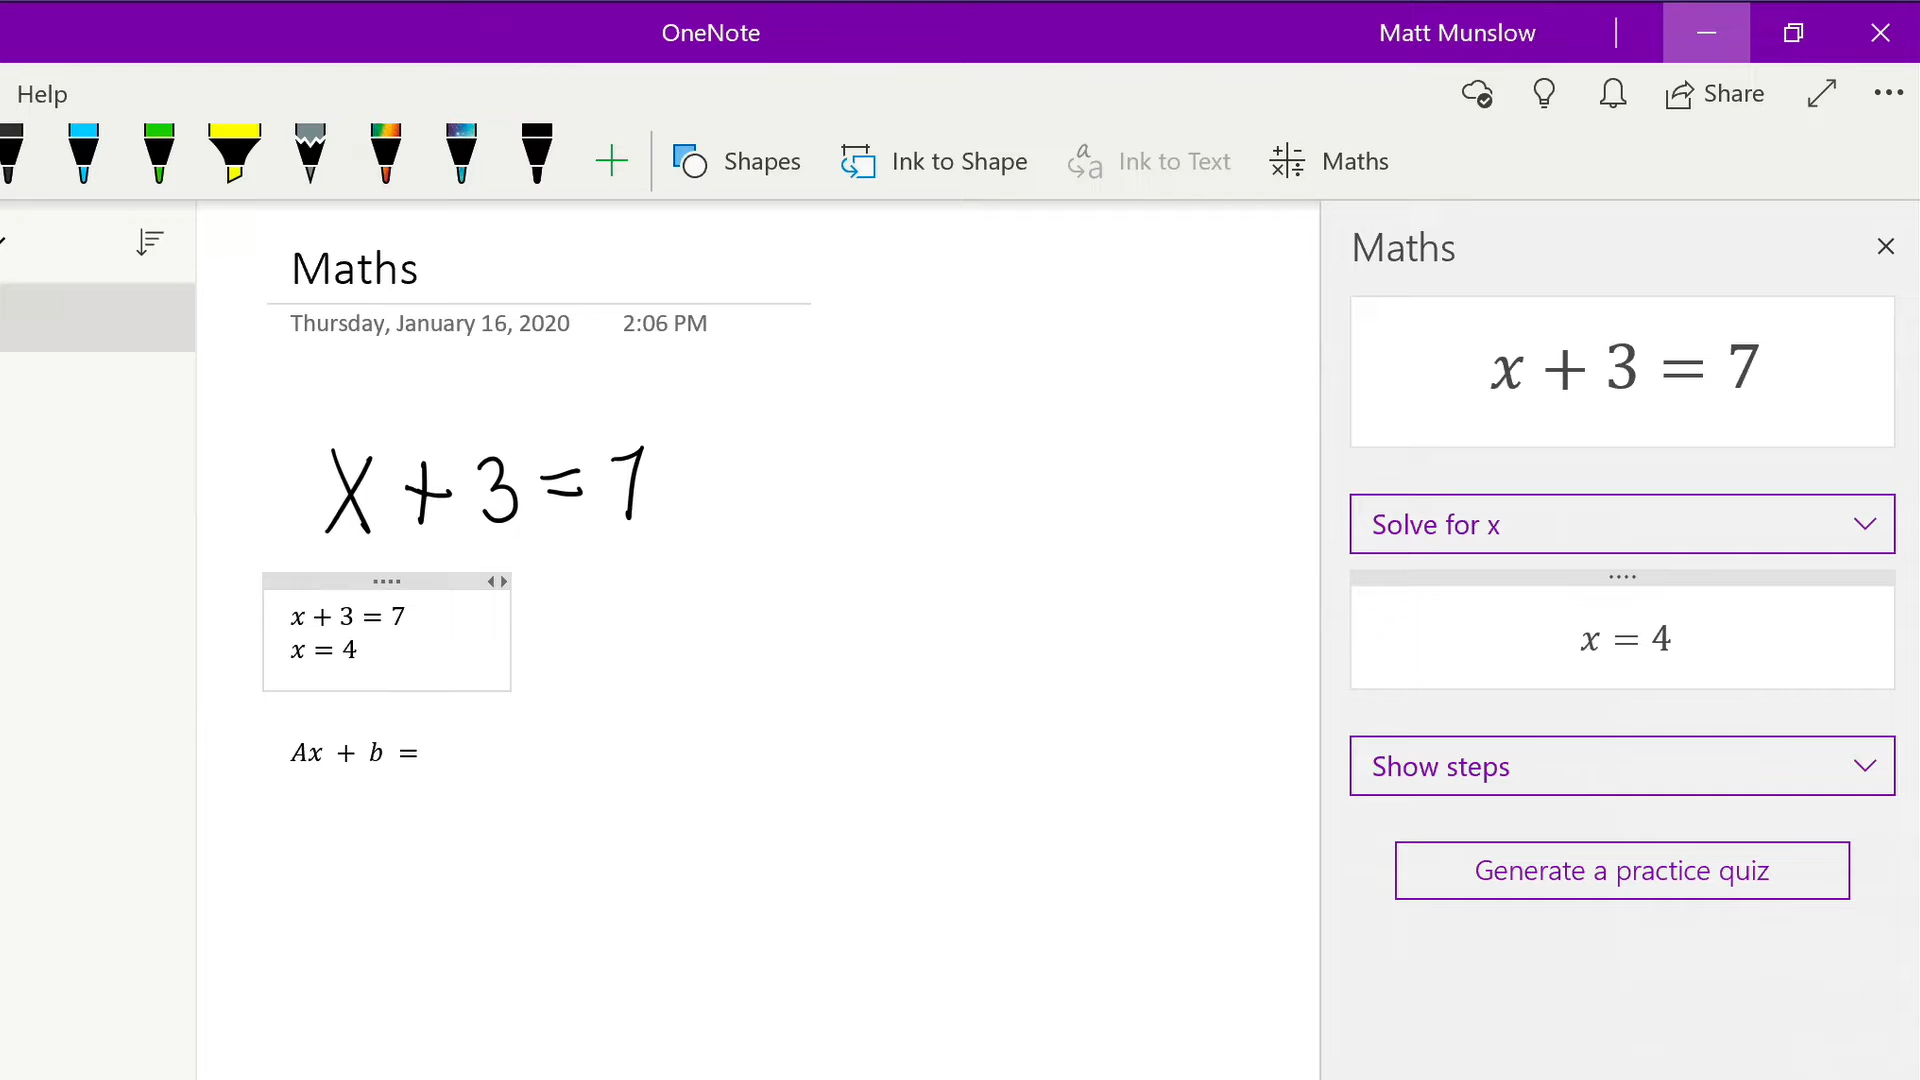 OneNote
Matt Munslow
Help
Share
Shapes
Ink to Shape
Ink to Text
Maths
Maths
Thursday, January 16, 2020 2:06 PM
X + 3 = 7
x + 3 = 7
x = 4
Ax + b =
Maths
x + 3 = 7
Solve for x
x = 4
Show steps
Generate a practice quiz